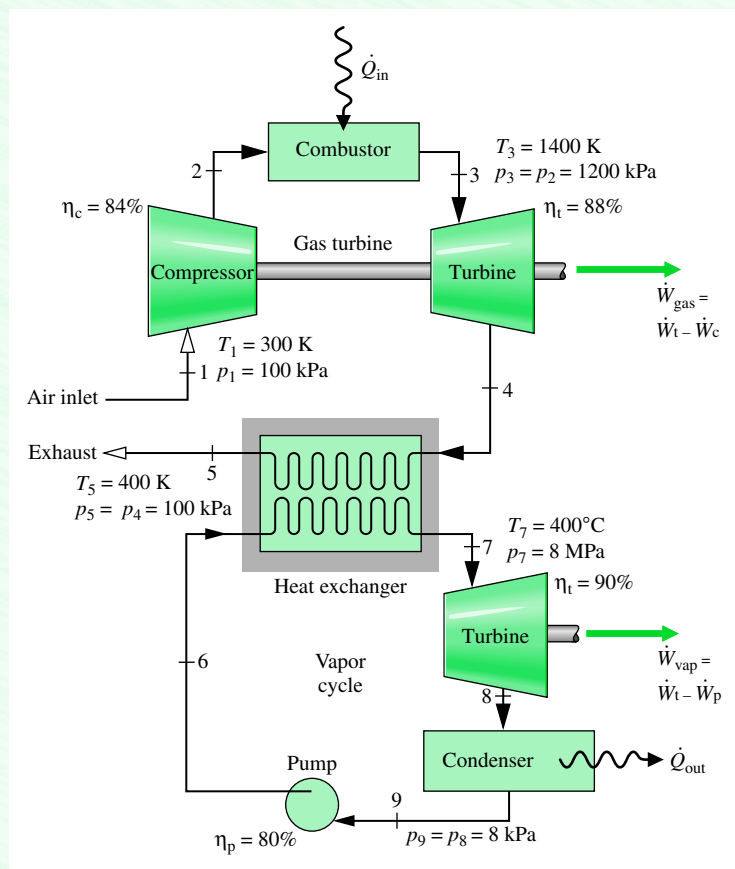 Q̇in
Combustor
T3 = 1400 K
p3 = p2 = 1200 kPa
2
3
ηc = 84%
ηt = 88%
Gas turbine
Compressor
Turbine
Ẇgas =
Ẇt – Ẇc
T1 = 300 K
p1 = 100 kPa
1
Air inlet
4
Exhaust
5
T5 = 400 K
p5 = p4 = 100 kPa
T7 = 400°C
p7 = 8 MPa
7
Heat exchanger
ηt = 90%
Turbine
6
Vapor
cycle
Ẇvap =
Ẇt – Ẇp
8
Condenser
Q̇out
Pump
9
ηp = 80%
p9 = p8 = 8 kPa